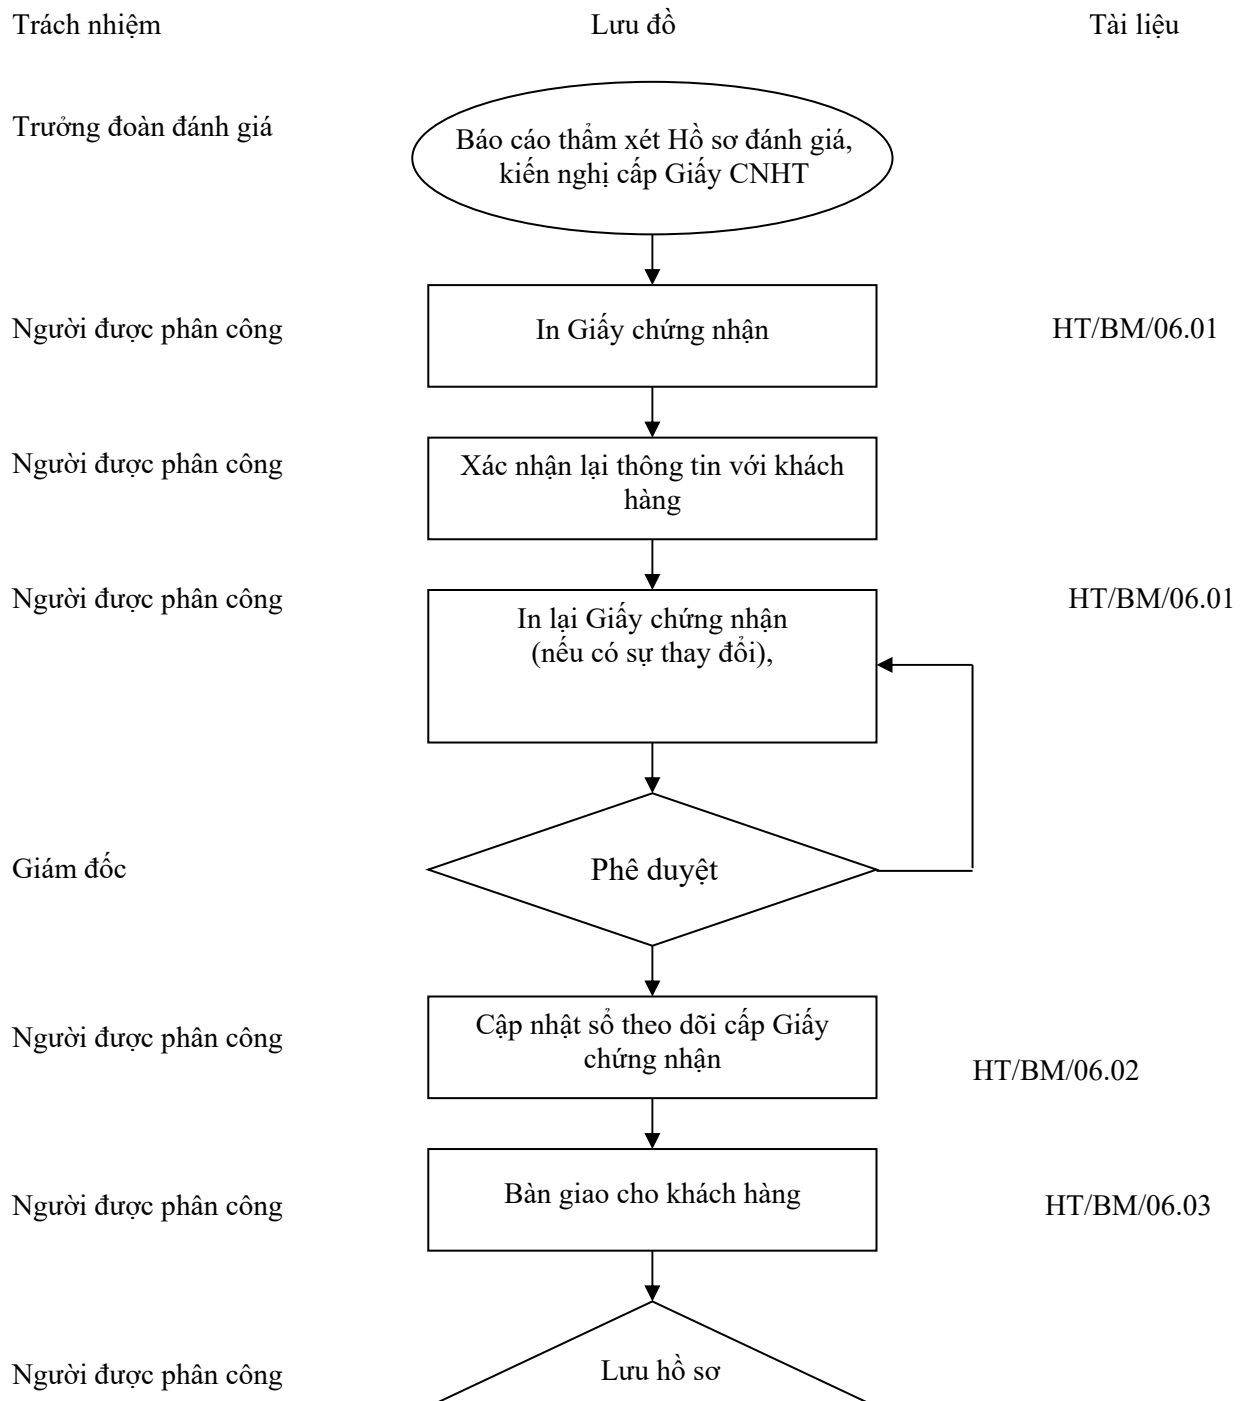 Trách nhiệm Lưu đồ Tài liệu
Trưởng đoàn đánh giá
Báo cáo thẩm xét Hồ sơ đánh giá,
kiến nghị cấp Giấy CNHT
Người được phân công In Giấy chứng nhận HT/BM/06.01
Người được phân công
Xác nhận lại thông tin với khách
hàng
Người được phân công HT/BM/06.01
In lại Giấy chứng nhận
(nếu có sự thay đổi),
Giám đốc Phê duyệt
Người được phân công
Cập nhật sổ theo dõi cấp Giấy
chứng nhận
HT/BM/06.02
Người được phân công Bàn giao cho khách hàng HT/BM/06.03
Người được phân công Lưu hồ sơ